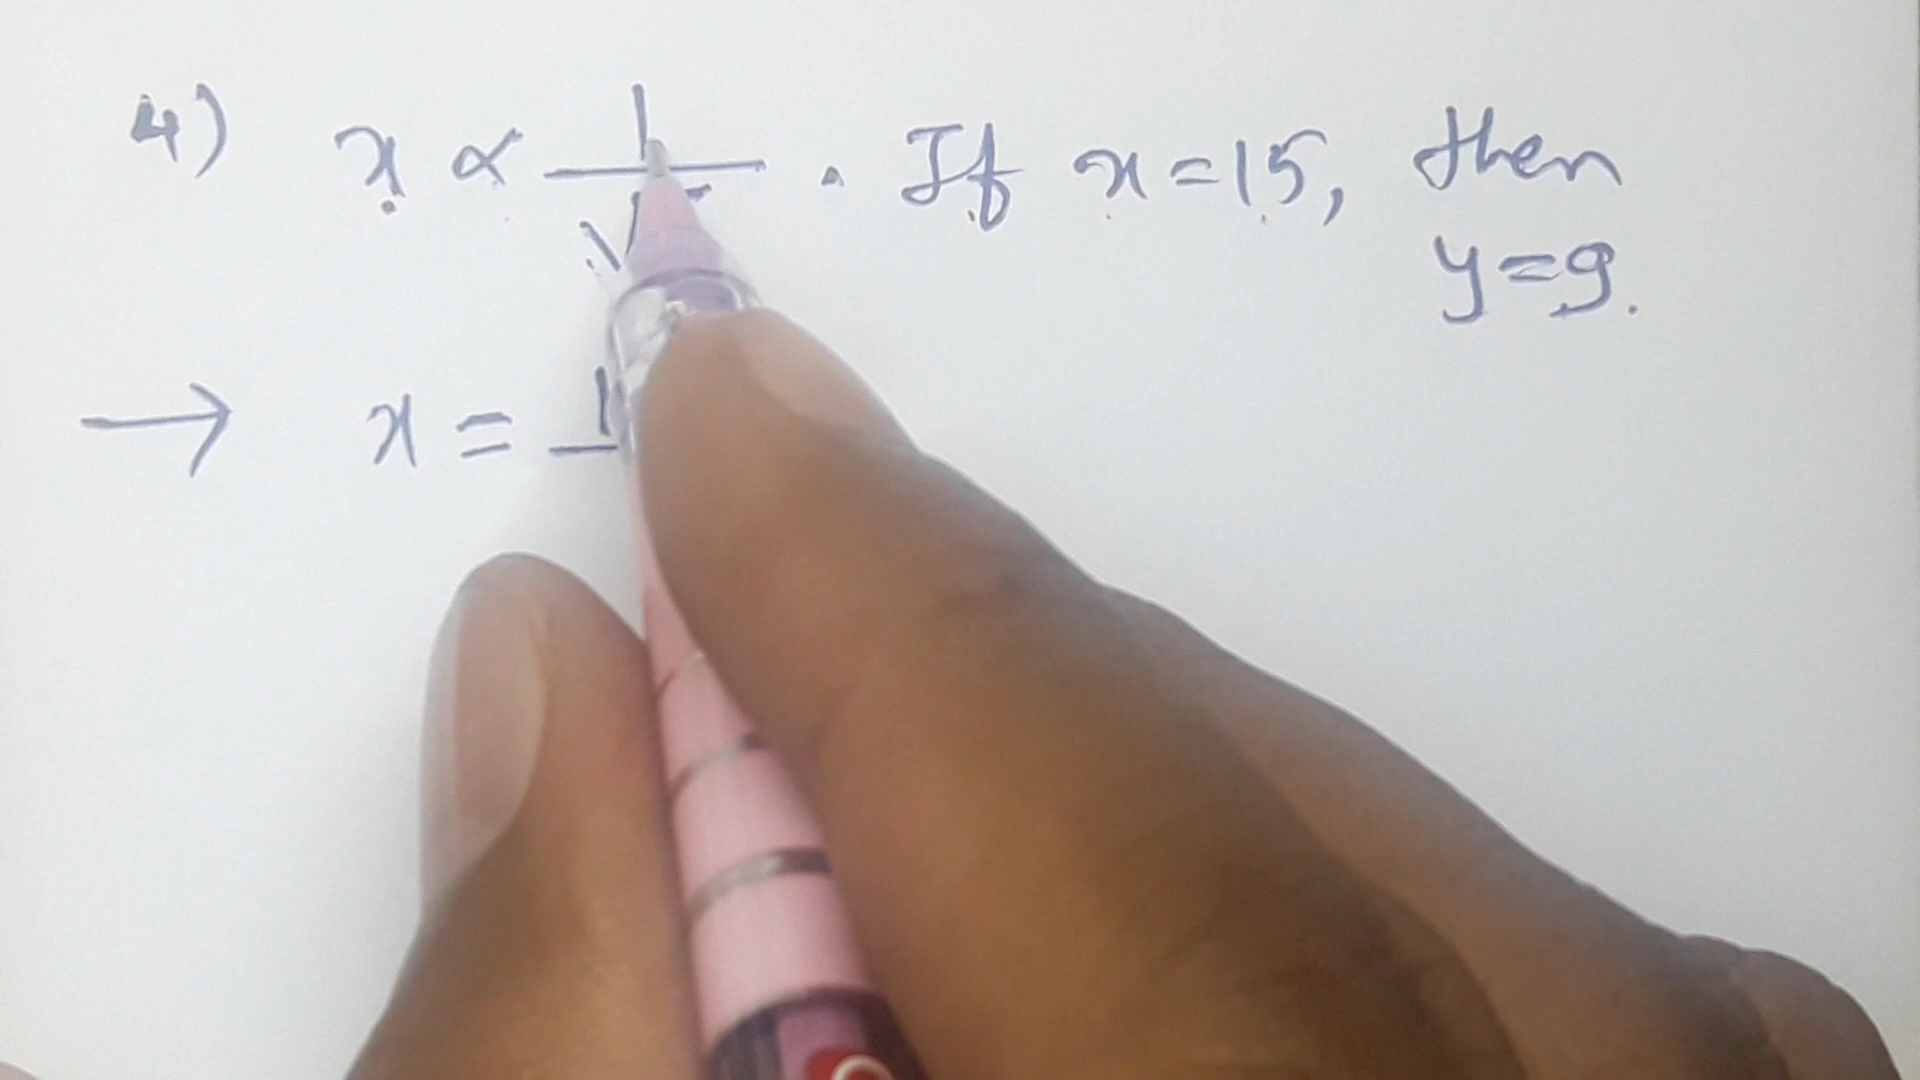 4) x ∝ 1/√ . If x = 15, then
y = 9.
→ x = 1